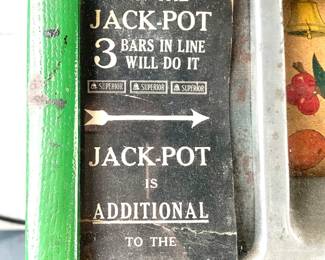 JACK-POT
3 BARS IN LINE
WILL DO IT
SUPERIOR SUPERIOR SUPERIOR
JACK-POT
IS
ADDITIONAL
TO THE